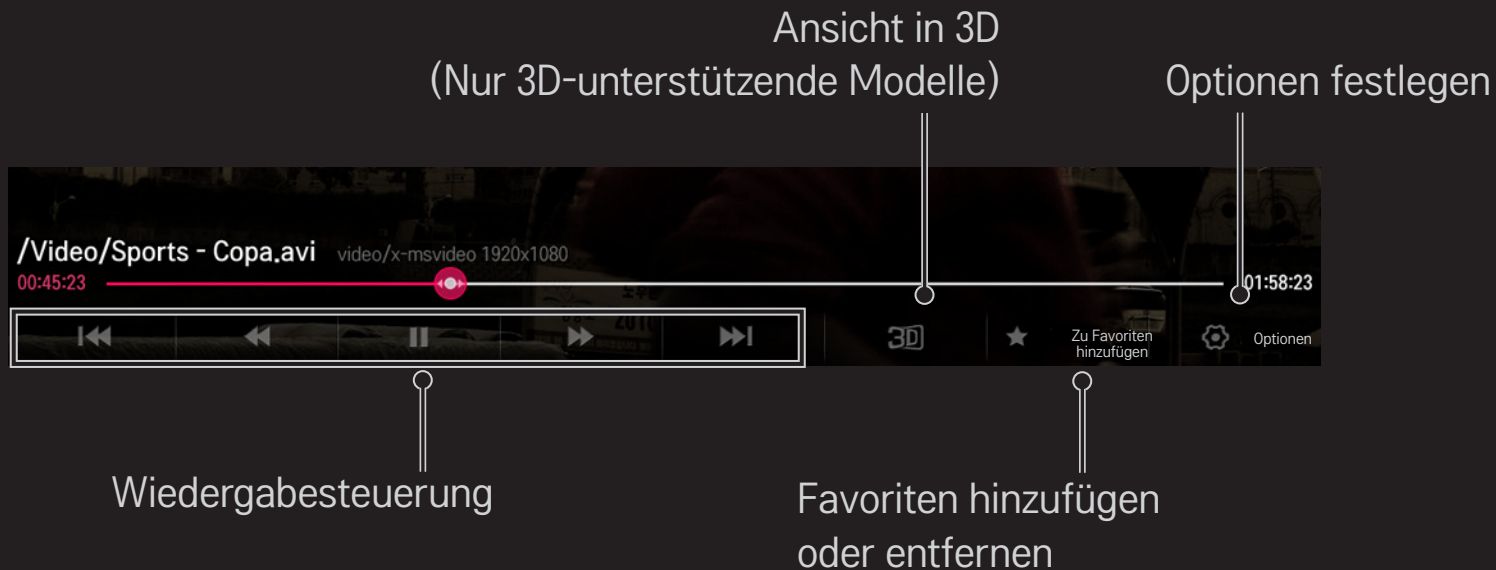 Ansicht in 3D
(Nur 3D-unterstützende Modelle)
Optionen festlegen
/Video/Sports - Copa.avi video/x-msvideo 1920x1080
00:45:23 01:58:23
3D
Zu Favoriten
hinzufügen
Optionen
Wiedergabesteuerung
Favoriten hinzufügen
oder entfernen